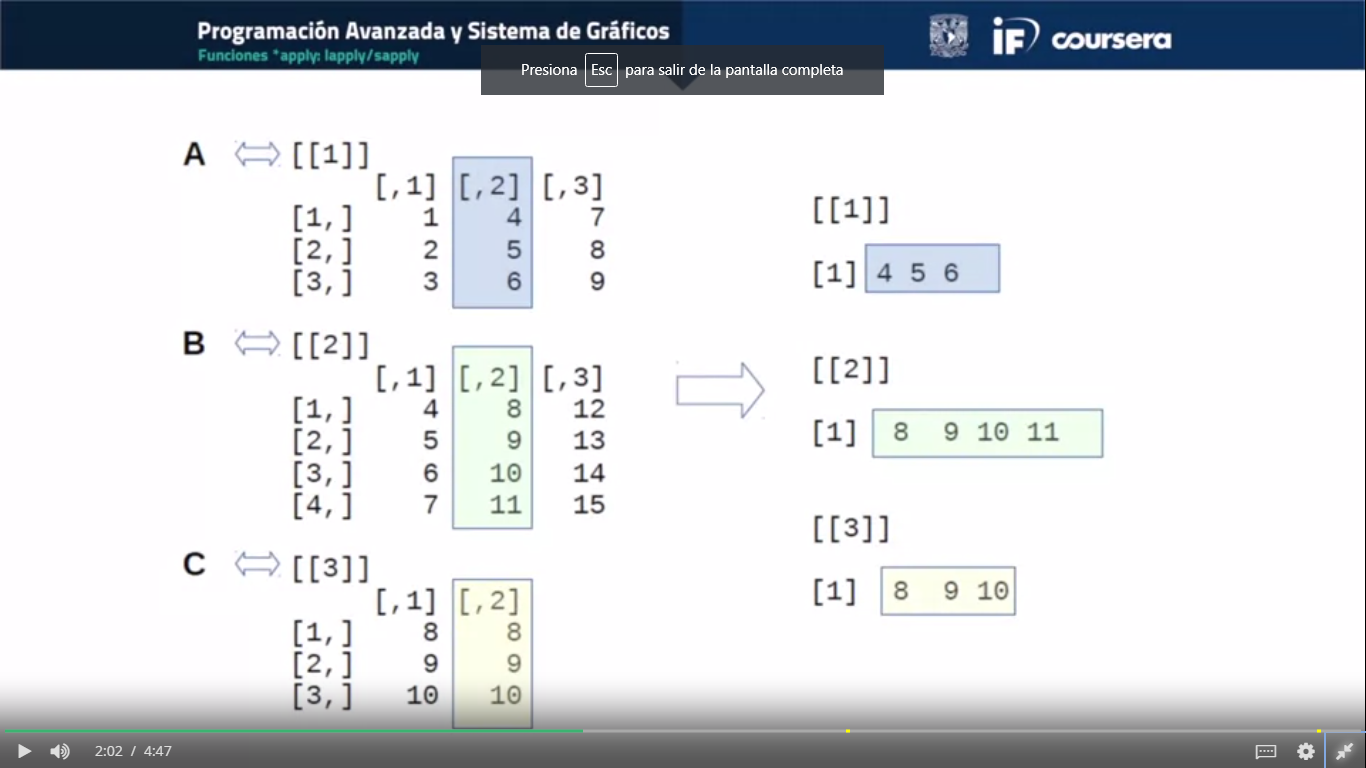 Programación Avanzada y Sistema de Gráficos
Funciones *apply: lapply/sapply
iF coursera
Presiona Esc para salir de la pantalla completa
A [[1]]
[,1] [,2] [,3]
[1,] 1 4 7
[2,] 2 5 8
[3,] 3 6 9
B [[2]]
[,1] [,2] [,3]
[1,] 4 8 12
[2,] 5 9 13
[3,] 6 10 14
[4,] 7 11 15
C [[3]]
[,1] [,2]
[1,] 8 8
[2,] 9 9
[3,] 10 10
[[1]]
[1] 4 5 6
[[2]]
[1] 8 9 10 11
[[3]]
[1] 8 9 10
2:02 / 4:47